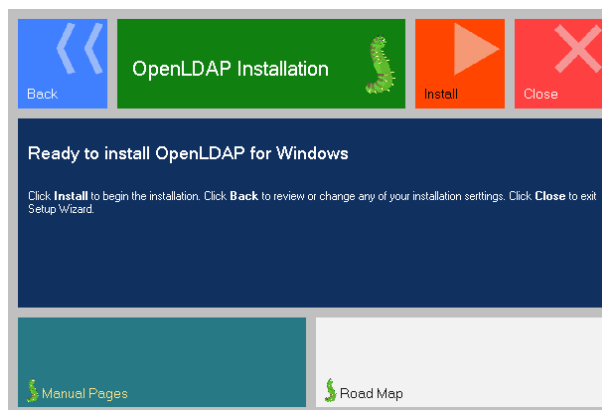 Back
OpenLDAP Installation
Install
Close
Ready to install OpenLDAP for Windows
Click Install to begin the installation. Click Back to review or change any of your installation serttings. Click Close to exit
Setup Wizard.
Manual Pages
Road Map